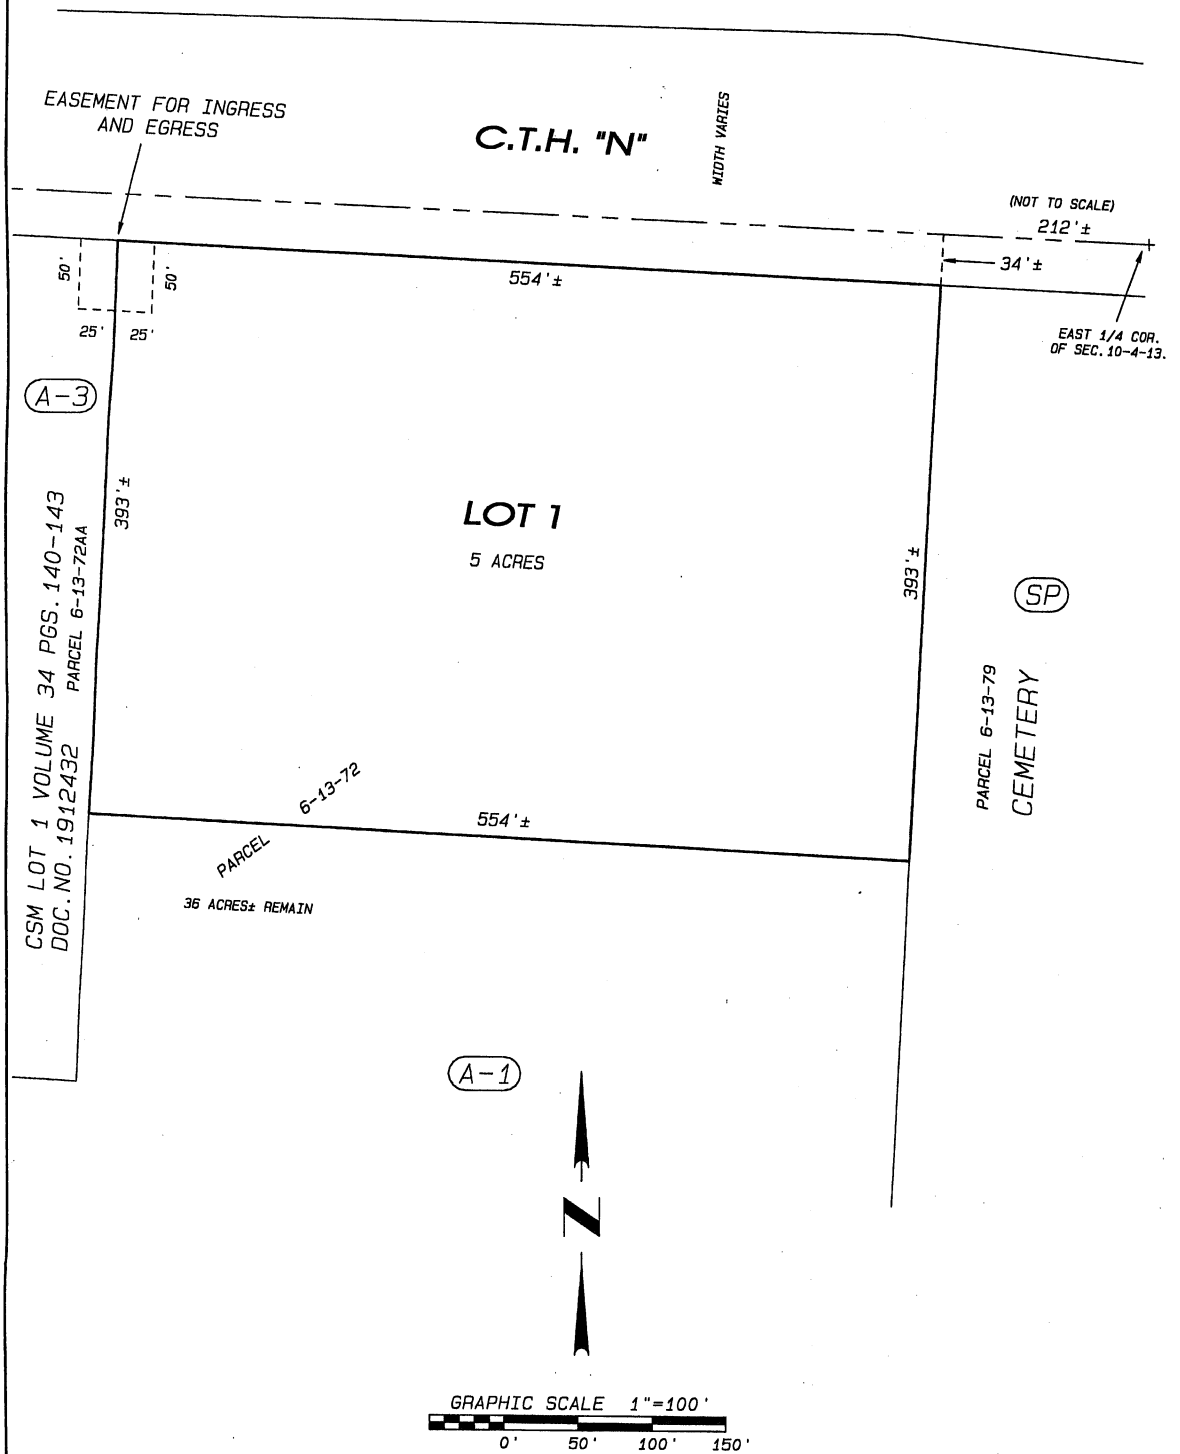 EASEMENT FOR INGRESS
AND EGRESS
C.T.H. "N"
WIDTH VARIES
(NOT TO SCALE)
212'±
34'±
EAST 1/4 COR.
OF SEC.10-4-13.
50'
50'
25'
25'
554'±
A-3
393'±
LOT 1
5 ACRES
393'±
SP
CSM LOT 1 VOLUME 34 PGS.140-143
DOC.NO.1912432
PARCEL 6-13-72AA
PARCEL 6-13-79
CEMETERY
554'±
PARCEL 6-13-72
36 ACRES± REMAIN
A-1
N
GRAPHIC SCALE 1"=100'
0' 50' 100' 150'